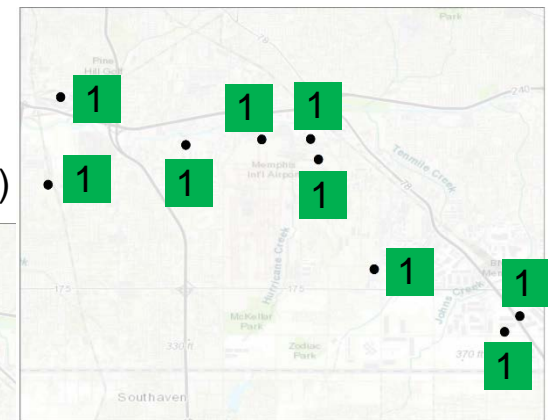 Park
78
Pine
Hill Golf
240
1
1
1
)
1
1
Memphis
Int'l Airport
1
Tenmile Creek
78
Hurricane Creek
1
1
175
175
Johns Creek
McKellar
Park
330 ft
Zodiac
Park
370 ft
1
Southaven